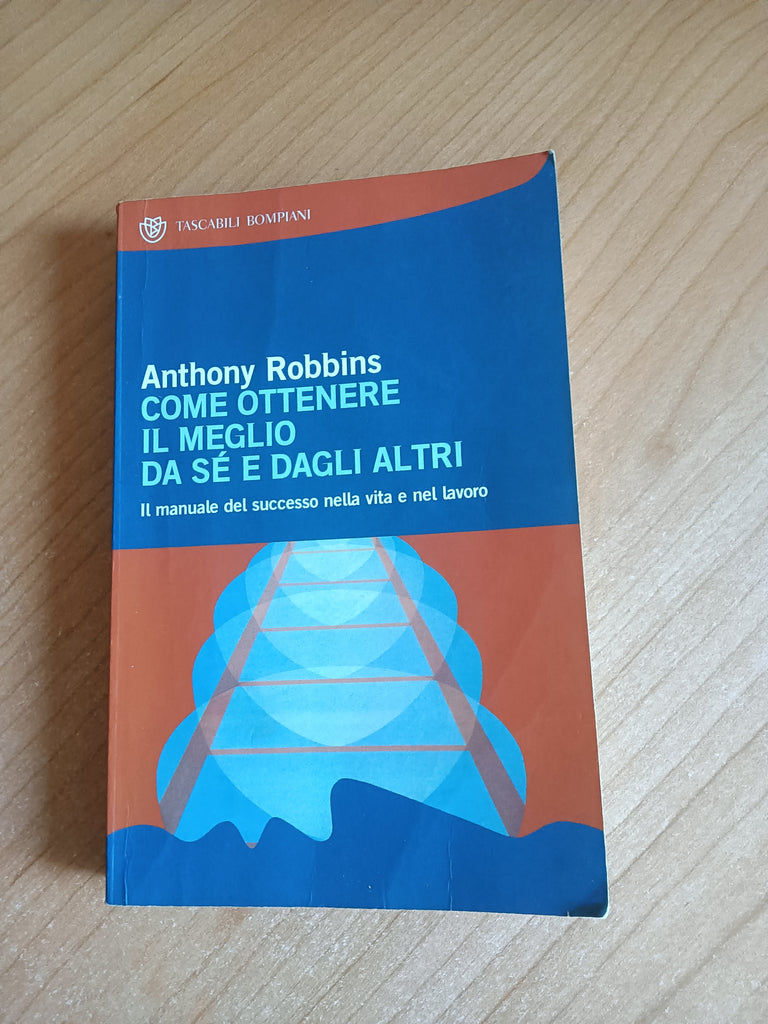 TASCABILI BOMPIANI
Anthony Robbins
COME OTTENERE
IL MEGLIO
DA SÉ E DAGLI ALTRI
Il manuale del successo nella vita e nel lavoro